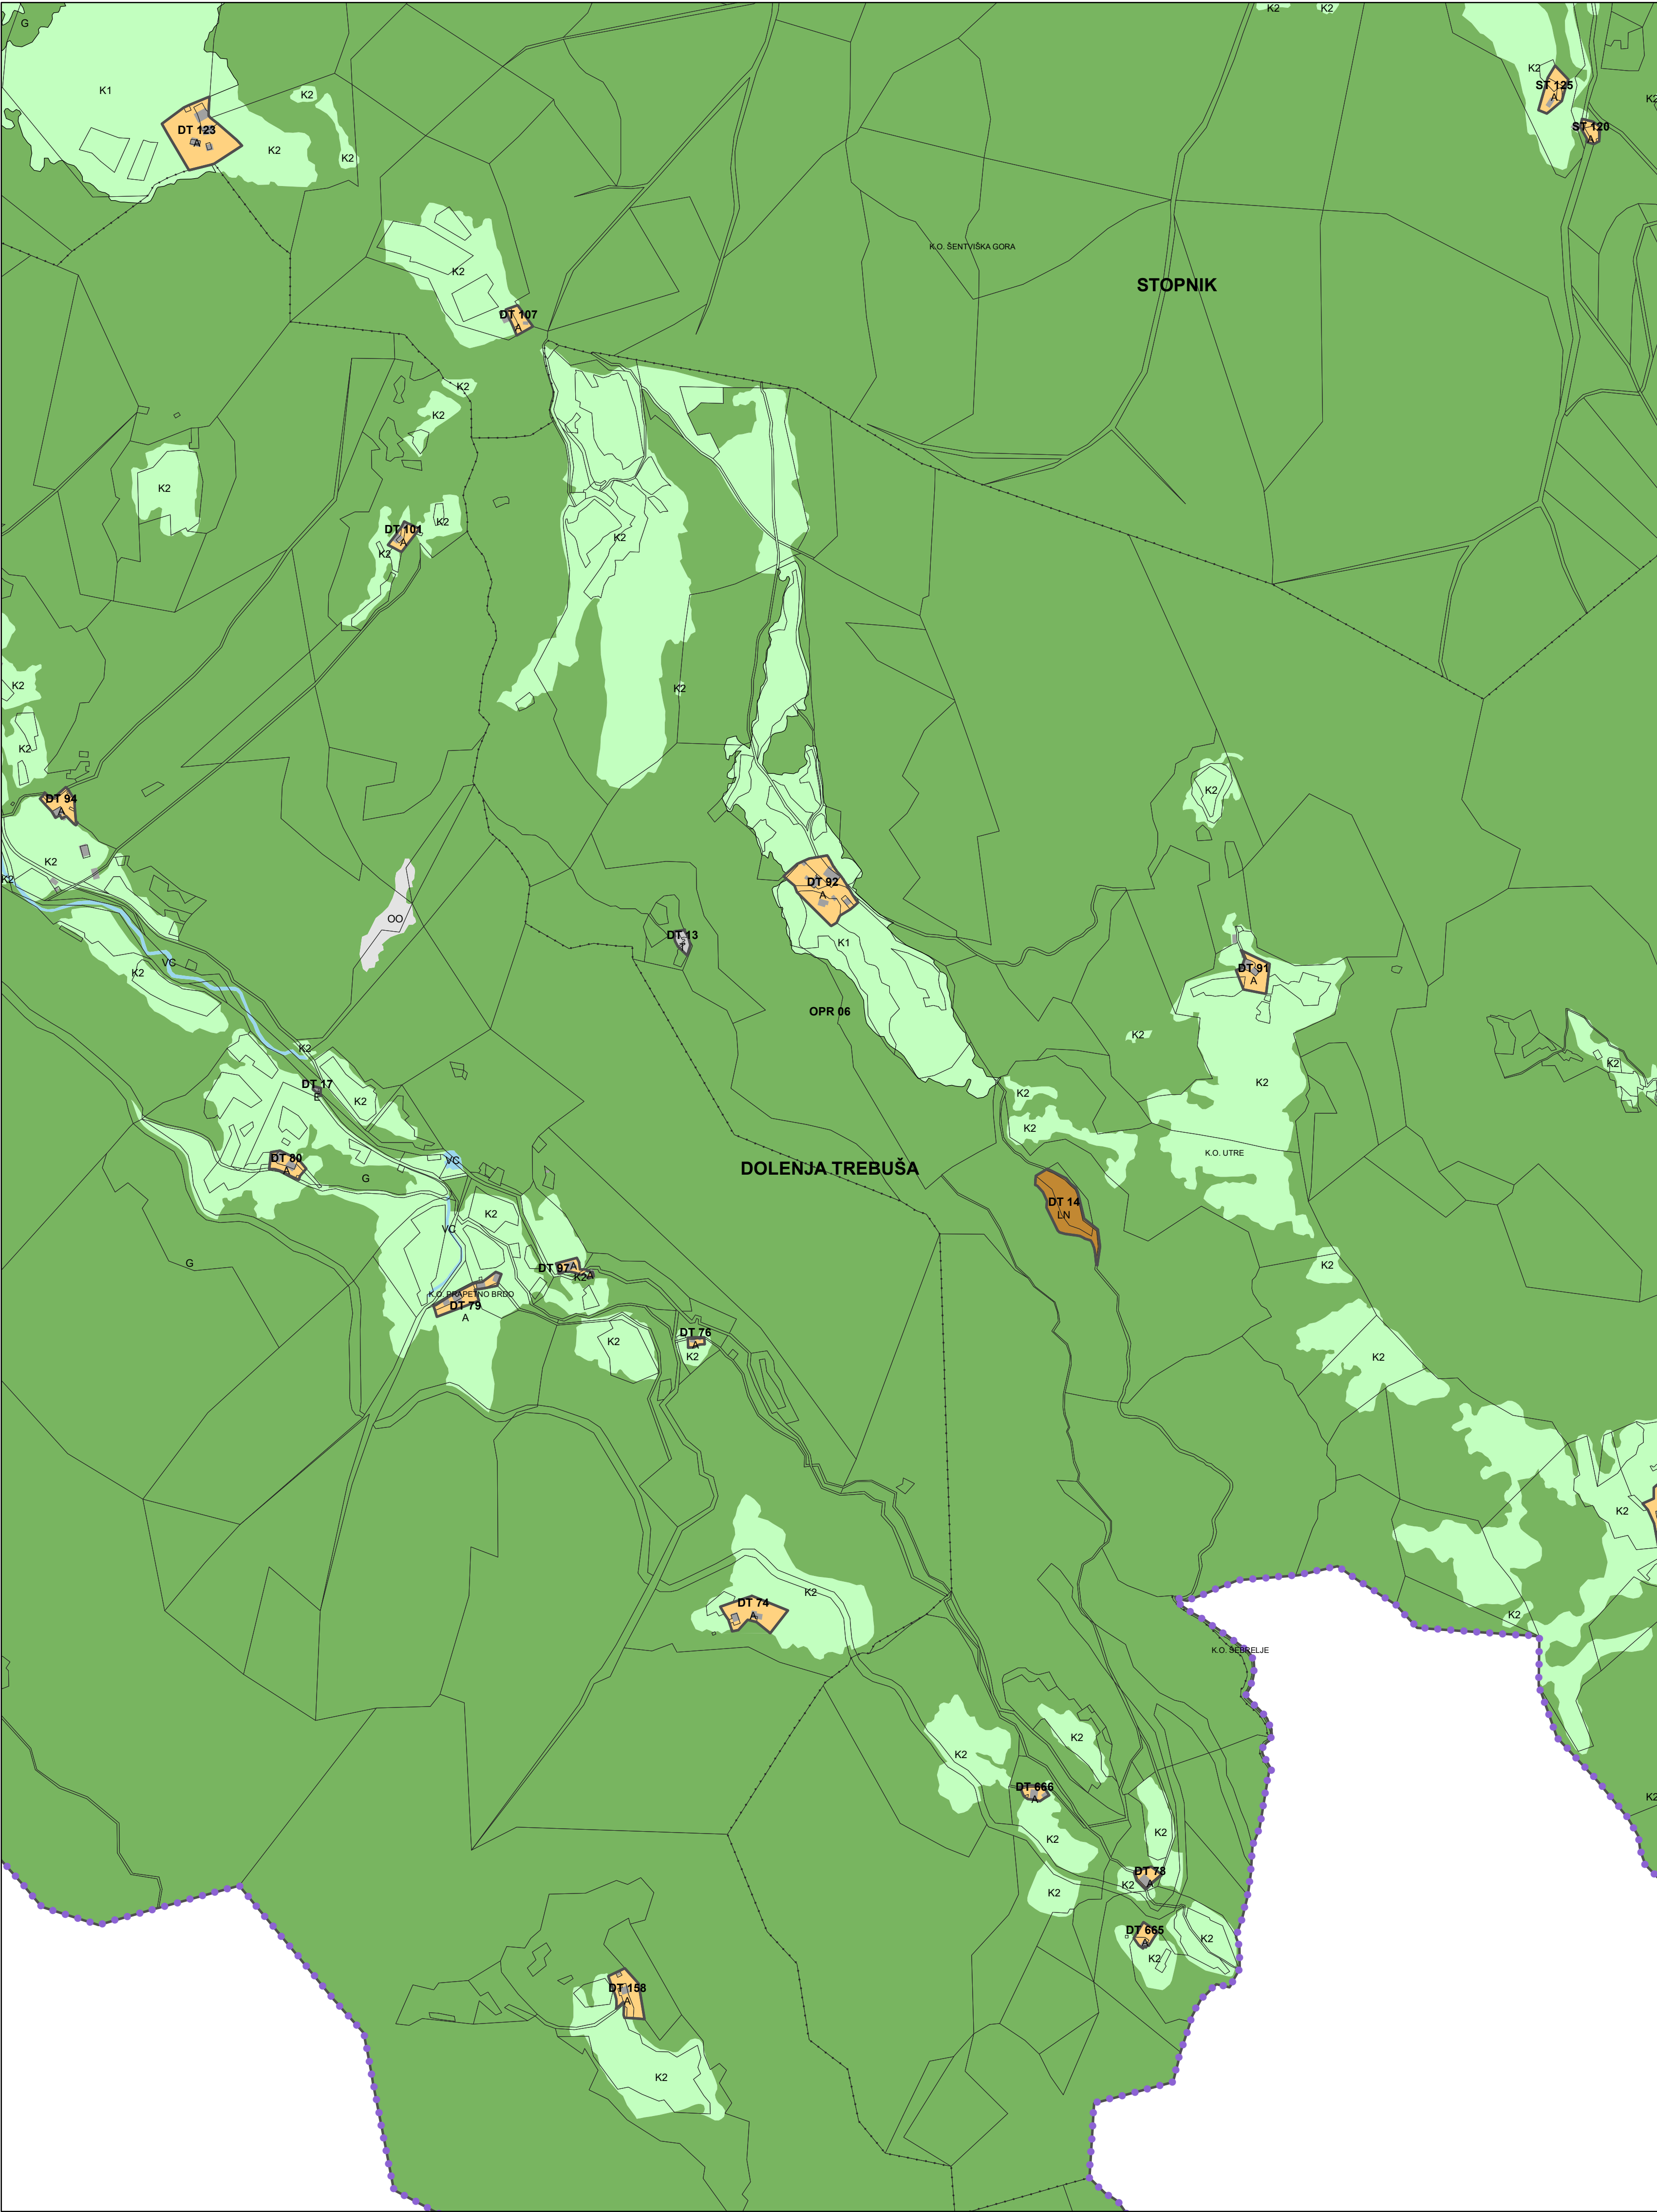 G
K2
K2
K1
K2
ST 125
A
K2
K2
DT 123
A
ST 120
A
K2
K2
K.O. ŠENTVIŠKA GORA
K2
STOPNIK
DT 107
A
K2
K2
K2
K2
DT 101
A
K2
K2
K2
K2
K2
DT 94
A
K2
K2
K2
DT 92
A
OO
DT 13
K1
VC
K2
DT 91
A
OPR 06
K2
K2
K2
DT 17
E
K2
K2
K2
K2
K2
K.O. UTRE
DT 80
A
VC
G
DOLENJA TREBUŠA
DT 14
LN
K2
VC
G
DT 97
A
K2
A
K2
K.O. PRAPETNO BRDO
DT 79
A
DT 76
A
K2
K2
K2
K2
K2
DT 74
A
K2
K.O. ŠEBRELJE
K2
K2
DT 666
A
K2
K2
K2
DT 78
A
K2
K2
DT 665
A
K2
K2
DT 158
A
K2